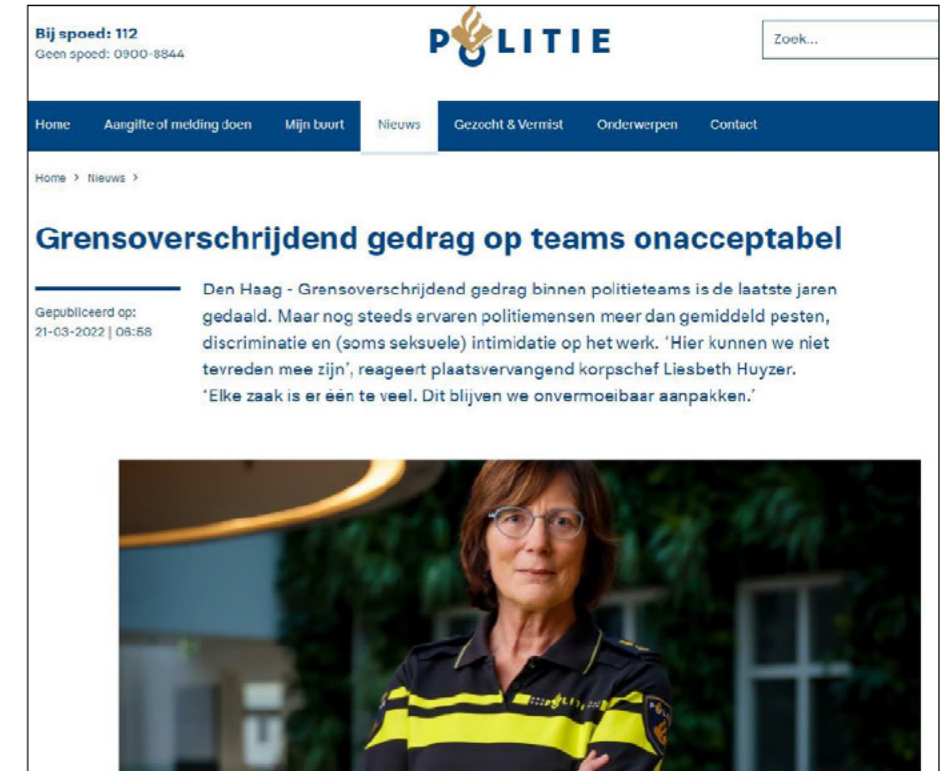 Bij spoed: 112
Geen spoed: 0900-8844
POLITIE
Zoek...
Home Aangifte of melding doen Mijn buurt Nieuws Gezocht & Vermist Onderwerpen Contact
Home > Nieuws >
Grensoverschrijdend gedrag op teams onacceptabel
Gepubliceerd op:
21-03-2022 | 06:58
Den Haag - Grensoverschrijdend gedrag binnen politieteams is de laatste jaren
gedaald. Maar nog steeds ervaren politiemensen meer dan gemiddeld pesten,
discriminatie en (soms seksuele) intimidatie op het werk. ‘Hier kunnen we niet
tevreden mee zijn’, reageert plaatsvervangend korpschef Liesbeth Huyzer.
‘Elke zaak is er één te veel. Dit blijven we onvermoeibaar aanpakken.’
POLITIE